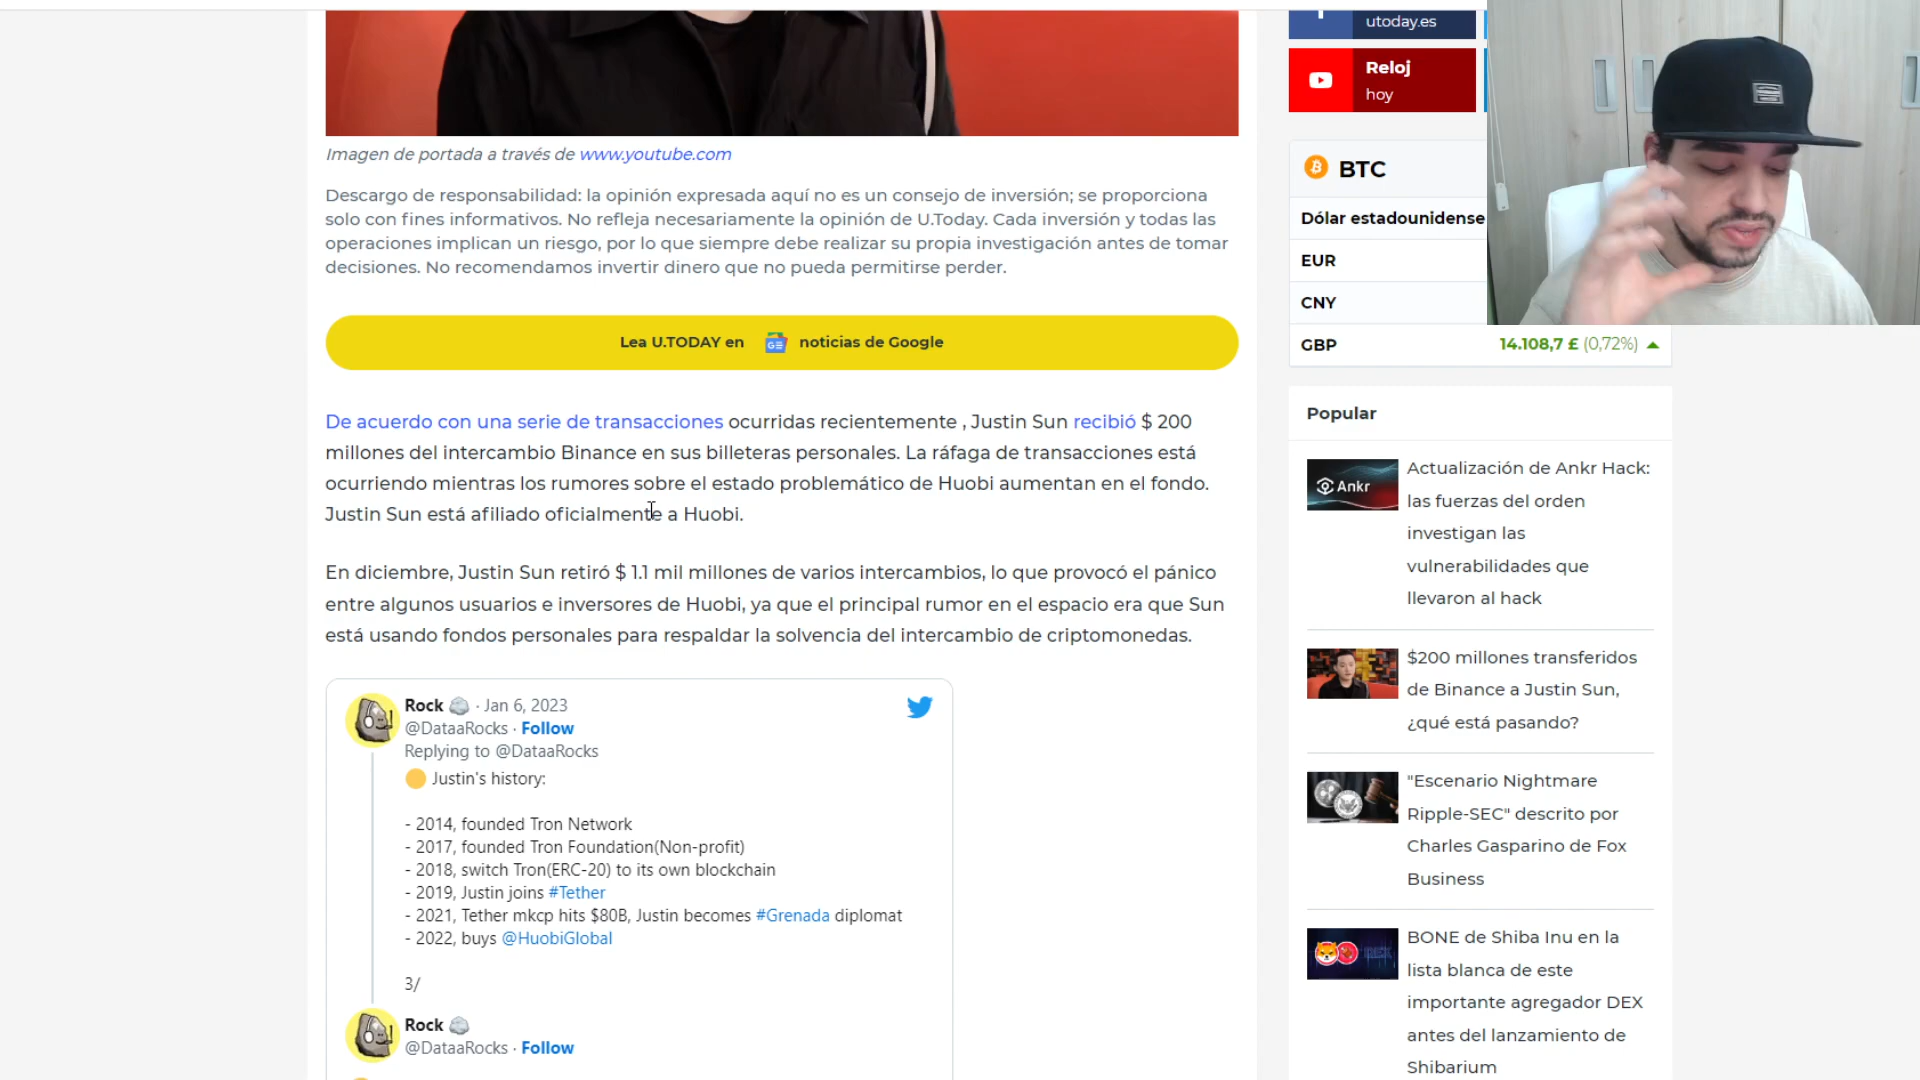 utoday.es
Reloj
hoy
Imagen de portada a través de www.youtube.com
Descargo de responsabilidad: la opinión expresada aquí no es un consejo de inversión; se proporciona
solo con fines informativos. No refleja necesariamente la opinión de U.Today. Cada inversión y todas las
operaciones implican un riesgo, por lo que siempre debe realizar su propia investigación antes de tomar
decisiones. No recomendamos invertir dinero que no pueda permitirse perder.
BTC
Dólar estadounidense
EUR
CNY
GBP 14.108,7 £ (0,72%)
Lea U.TODAY en GE noticias de Google
De acuerdo con una serie de transacciones ocurridas recientemente , Justin Sun recibió $ 200
millones del intercambio Binance en sus billeteras personales. La ráfaga de transacciones está
ocurriendo mientras los rumores sobre el estado problemático de Huobi aumentan en el fondo.
Justin Sun está afiliado oficialmente a Huobi.
En diciembre, Justin Sun retiró $ 1.1 mil millones de varios intercambios, lo que provocó el pánico
entre algunos usuarios e inversores de Huobi, ya que el principal rumor en el espacio era que Sun
está usando fondos personales para respaldar la solvencia del intercambio de criptomonedas.
Rock · Jan 6, 2023
@DataaRocks · Follow
Replying to @DataaRocks
Justin's history:
- 2014, founded Tron Network
- 2017, founded Tron Foundation(Non-profit)
- 2018, switch Tron(ERC-20) to its own blockchain
- 2019, Justin joins #Tether
- 2021, Tether mkcp hits $80B, Justin becomes #Grenada diplomat
- 2022, buys @HuobiGlobal
3/
Rock
@DataaRocks · Follow
Popular
Ankr
Actualización de Ankr Hack:
las fuerzas del orden
investigan las
vulnerabilidades que
llevaron al hack
$200 millones transferidos
de Binance a Justin Sun,
¿qué está pasando?
"Escenario Nightmare
Ripple-SEC" descrito por
Charles Gasparino de Fox
Business
BONE de Shiba Inu en la
lista blanca de este
importante agregador DEX
antes del lanzamiento de
Shibarium